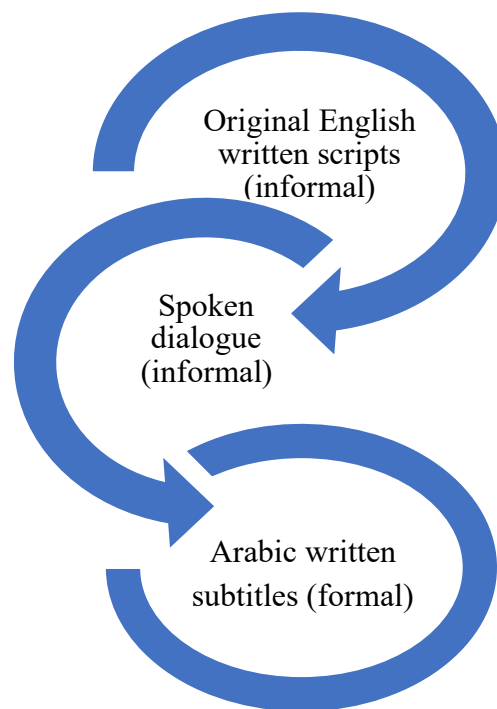 Original English
written scripts
(informal)
Spoken
dialogue
(informal)
Arabic written
subtitles (formal)